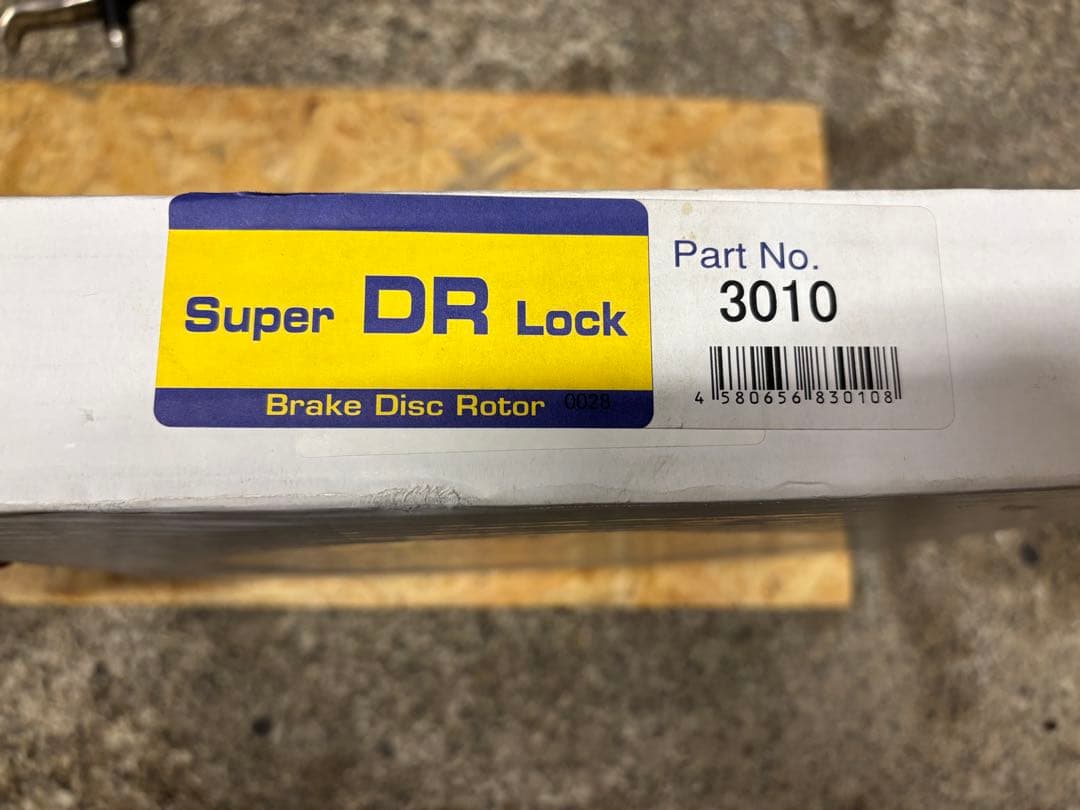 Super DR Lock
Brake Disc Rotor 0028
Part No.
3010
4 580656 830108